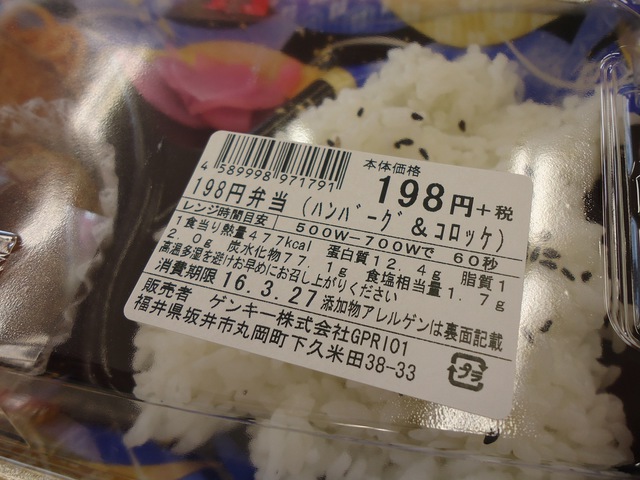 4 589998 971791
本体価格
198円+税
198円弁当 (ハンバーグ&コロッケ)
レンジ時間目安 500W-700Wで 60秒
1食当り熱量477kcal 蛋白質12.4g 脂質1
2.0g 炭水化物77.1g 食塩相当量1.7g
高温多湿を避けお早めにお召し上がりください
消費期限 16.3.27 添加物アレルゲンは裏面記載
販売者 ゲンキー株式会社GPRI01
福井県坂井市丸岡町下久米田38-33
プラ